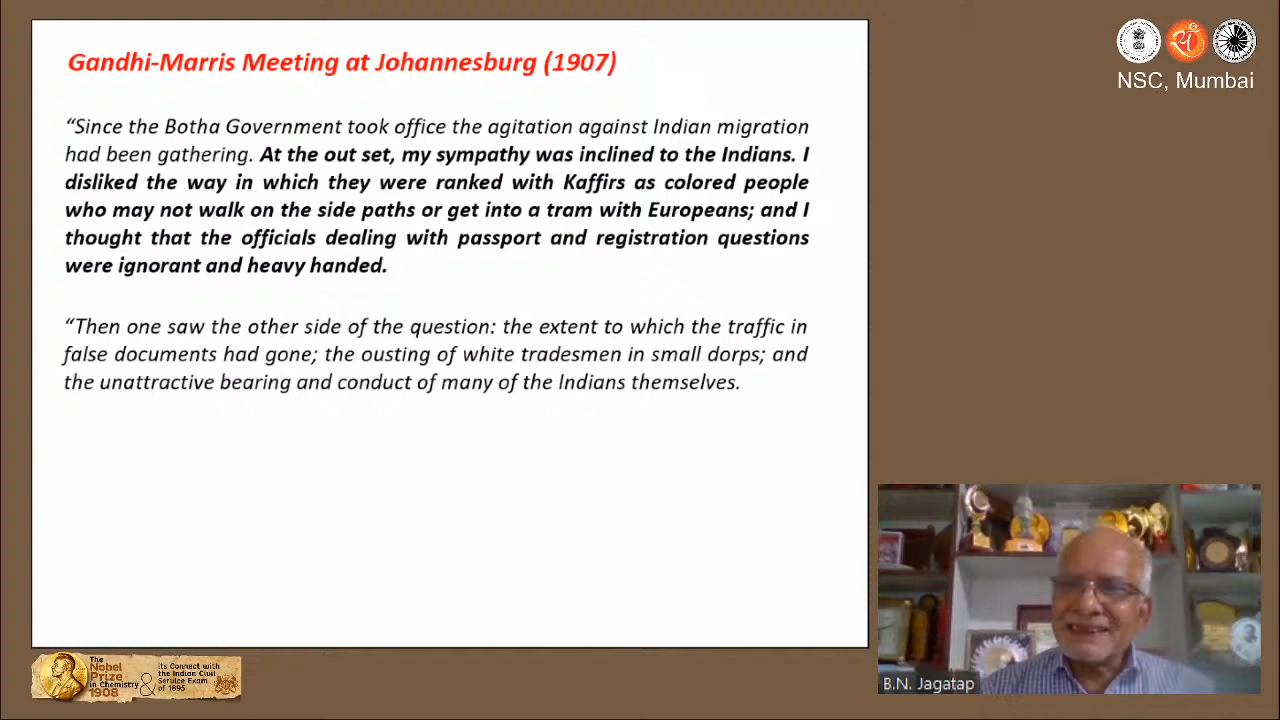 Gandhi-Marris Meeting at Johannesburg (1907)
“Since the Botha Government took office the agitation against Indian migration
had been gathering. At the out set, my sympathy was inclined to the Indians. I
disliked the way in which they were ranked with Kaffirs as colored people
who may not walk on the side paths or get into a tram with Europeans; and I
thought that the officials dealing with passport and registration questions
were ignorant and heavy handed.
“Then one saw the other side of the question: the extent to which the traffic in
false documents had gone; the ousting of white tradesmen in small dorps; and
the unattractive bearing and conduct of many of the Indians themselves.
NSC, Mumbai
B.N. Jagatap
The
Nobel
Prize
in Chemistry
1908
&
its Connect with
the Indian Civil
Service Exam
of 1895